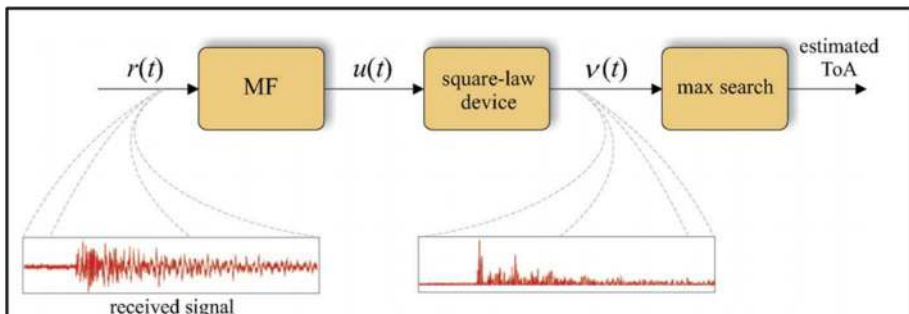 estimated
ToA
r(t)
MF
u(t)
square-law
device
ν(t)
max search
received signal